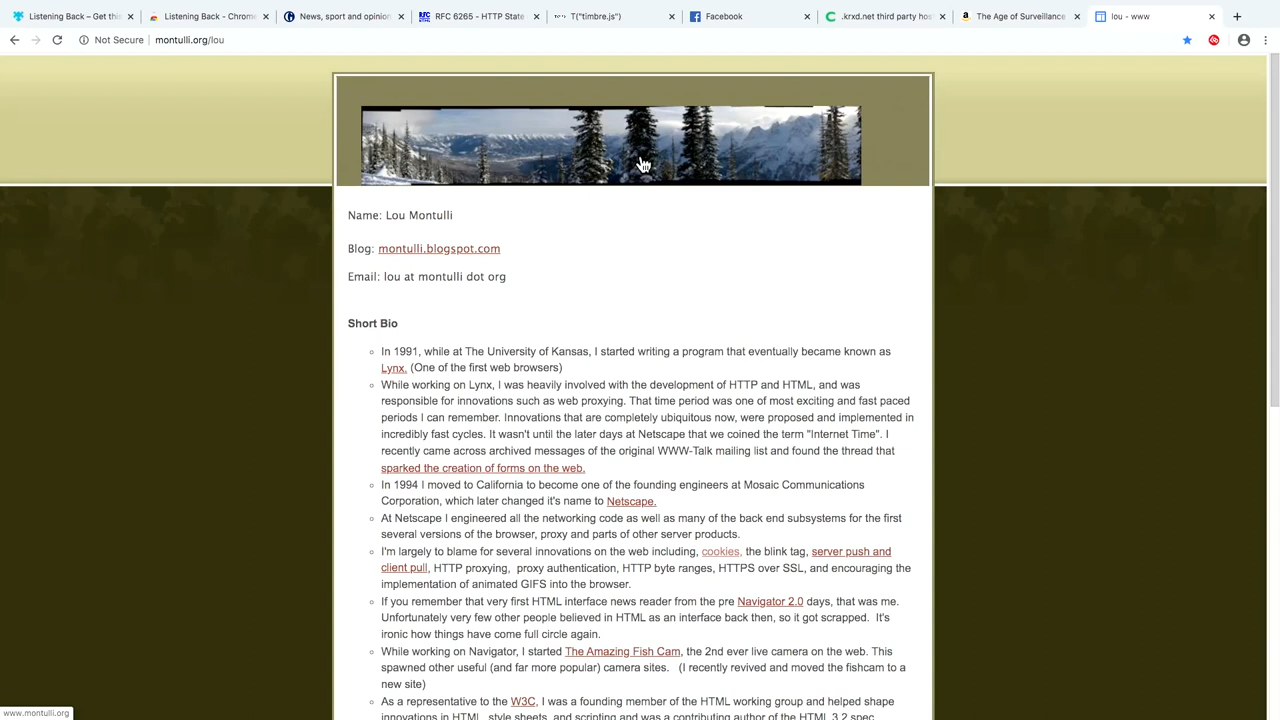 Listening Back – Get thi
Listening Back - Chrom
News, sport and opinion
RFC 6265 - HTTP State
T("timbre.js")
Facebook
.krxd.net third party hos
The Age of Surveillance
lou - www
Not Secure
montulli.org/lou
Name: Lou Montulli
Blog: montulli.blogspot.com
Email: lou at montulli dot org
Short Bio
In 1991, while at The University of Kansas, I started writing a program that eventually became known as
Lynx. (One of the first web browsers)
While working on Lynx, I was heavily involved with the development of HTTP and HTML, and was
responsible for innovations such as web proxying. That time period was one of most exciting and fast paced
periods I can remember. Innovations that are completely ubiquitous now, were proposed and implemented in
incredibly fast cycles. It wasn't until the later days at Netscape that we coined the term "Internet Time". I
recently came across archived messages of the original WWW-Talk mailing list and found the thread that
sparked the creation of forms on the web.
In 1994 I moved to California to become one of the founding engineers at Mosaic Communications
Corporation, which later changed it's name to Netscape.
At Netscape I engineered all the networking code as well as many of the back end subsystems for the first
several versions of the browser, proxy and parts of other server products.
I'm largely to blame for several innovations on the web including, cookies, the blink tag, server push and
client pull, HTTP proxying, proxy authentication, HTTP byte ranges, HTTPS over SSL, and encouraging the
implementation of animated GIFS into the browser.
If you remember that very first HTML interface news reader from the pre Navigator 2.0 days, that was me.
Unfortunately very few other people believed in HTML as an interface back then, so it got scrapped. It's
ironic how things have come full circle again.
While working on Navigator, I started The Amazing Fish Cam, the 2nd ever live camera on the web. This
spawned other useful (and far more popular) camera sites. (I recently revived and moved the fishcam to a
new site)
As a representative to the W3C, I was a founding member of the HTML working group and helped shape
innovations in HTML, style sheets, and scripting and was a contributing author of the HTML 3.2 spec
www.montulli.org